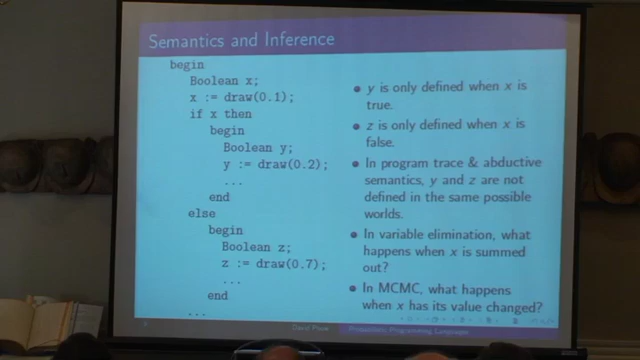 Semantics and Inference
begin
Boolean x;
x := draw(0.1);
if x then
begin
Boolean y;
y := draw(0.2);
...
end
else
begin
Boolean z;
z := draw(0.7);
...
end
...
y is only defined when x is
true.
z is only defined when x is
false.
In program trace & abductive
semantics, y and z are not
defined in the same possible
worlds.
In variable elimination, what
happens when x is summed
out?
In MCMC, what happens
when x has its value changed?
David Poole
Programming Languages